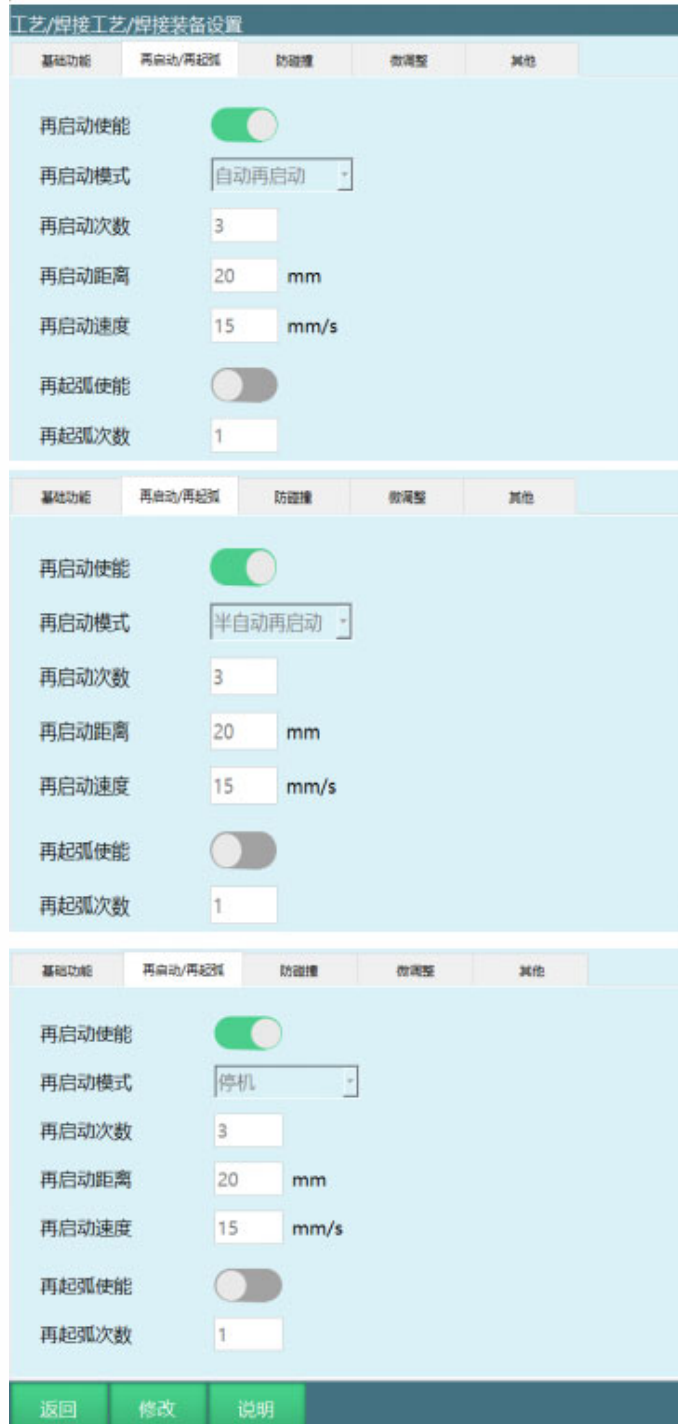 工艺/焊接工艺/焊接装备设置
基础功能 再启动/再起弧 防碰撞 微调整 其他
再启动使能
再启动模式 自动再启动
再启动次数 3
再启动距离 20 mm
再启动速度 15 mm/s
再起弧使能
再起弧次数 1
基础功能 再启动/再起弧 防碰撞 微调整 其他
再启动使能
再启动模式 半自动再启动
再启动次数 3
再启动距离 20 mm
再启动速度 15 mm/s
再起弧使能
再起弧次数 1
基础功能 再启动/再起弧 防碰撞 微调整 其他
再启动使能
再启动模式 停机
再启动次数 3
再启动距离 20 mm
再启动速度 15 mm/s
再起弧使能
再起弧次数 1
返回 修改 说明